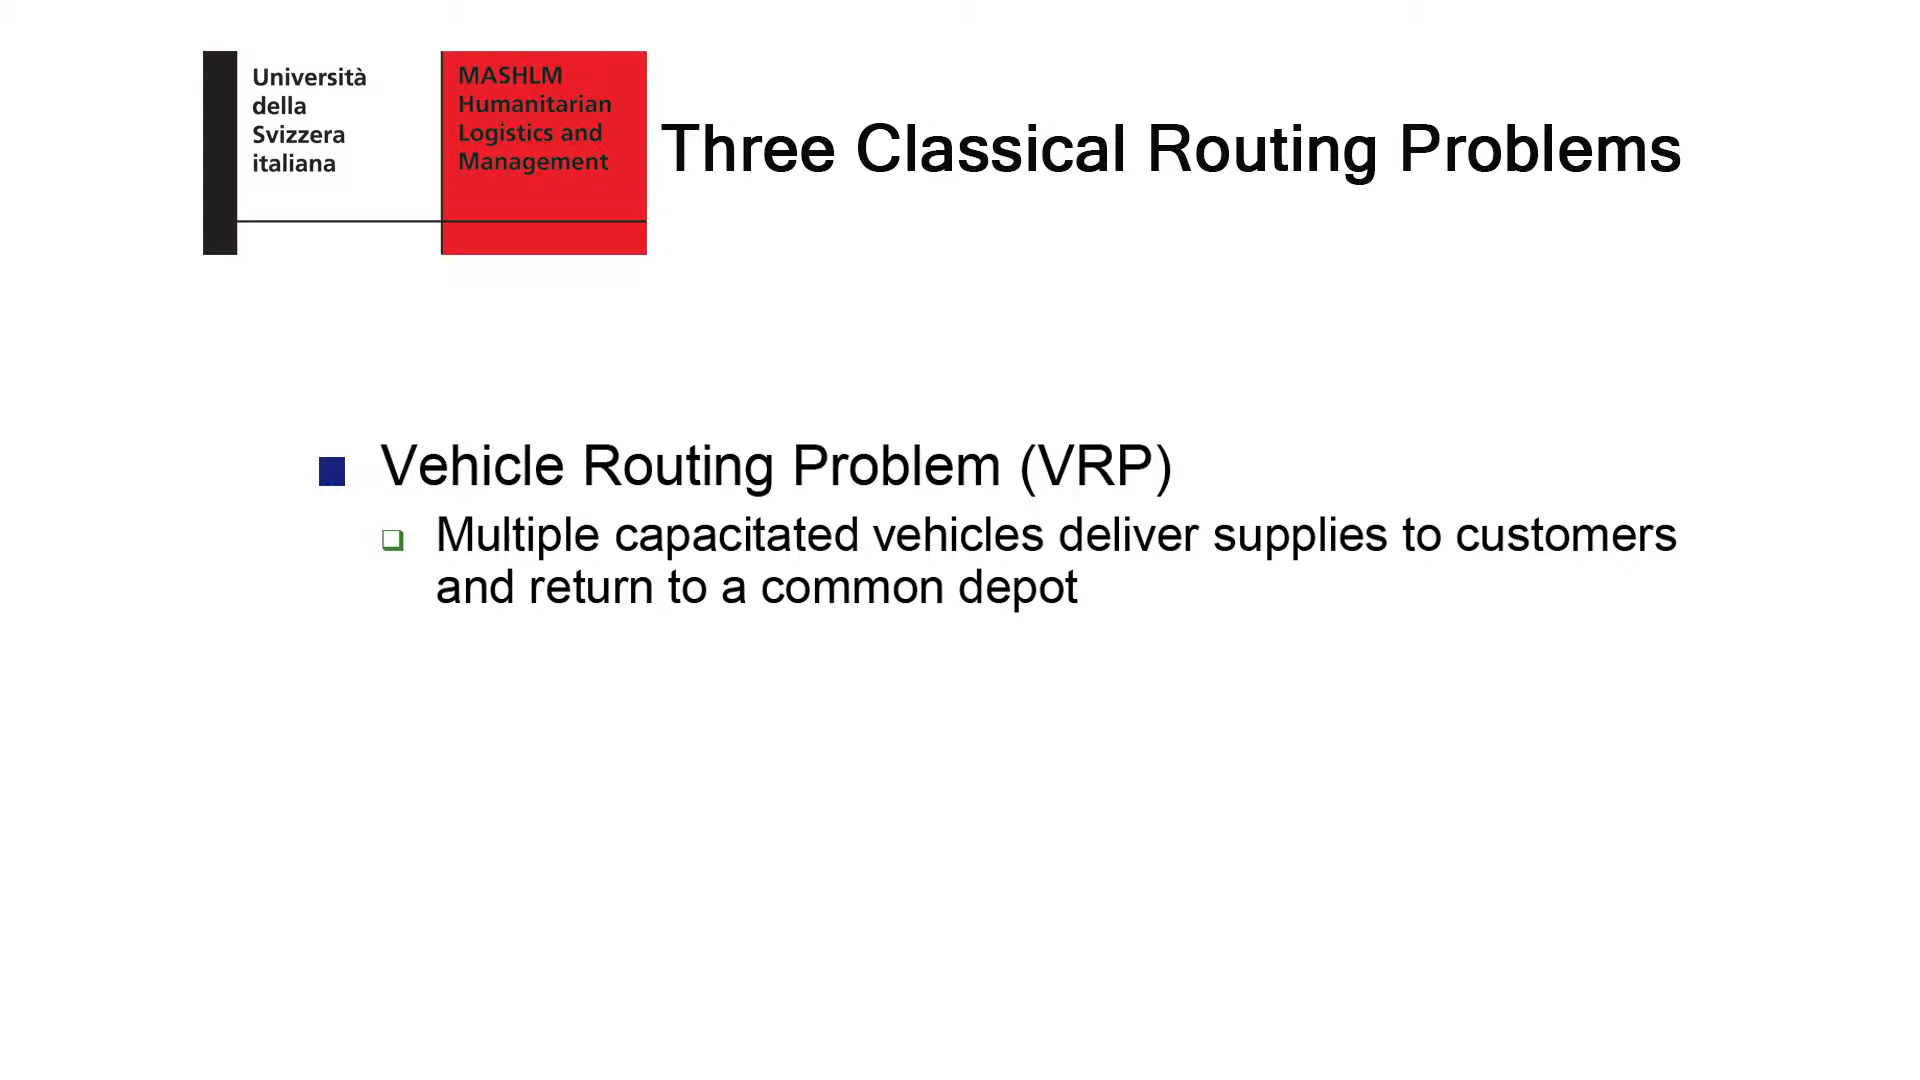 Università
della
Svizzera
italiana
MASHLM
Humanitarian
Logistics and
Management
Three Classical Routing Problems
Vehicle Routing Problem (VRP)
Multiple capacitated vehicles deliver supplies to customers
and return to a common depot